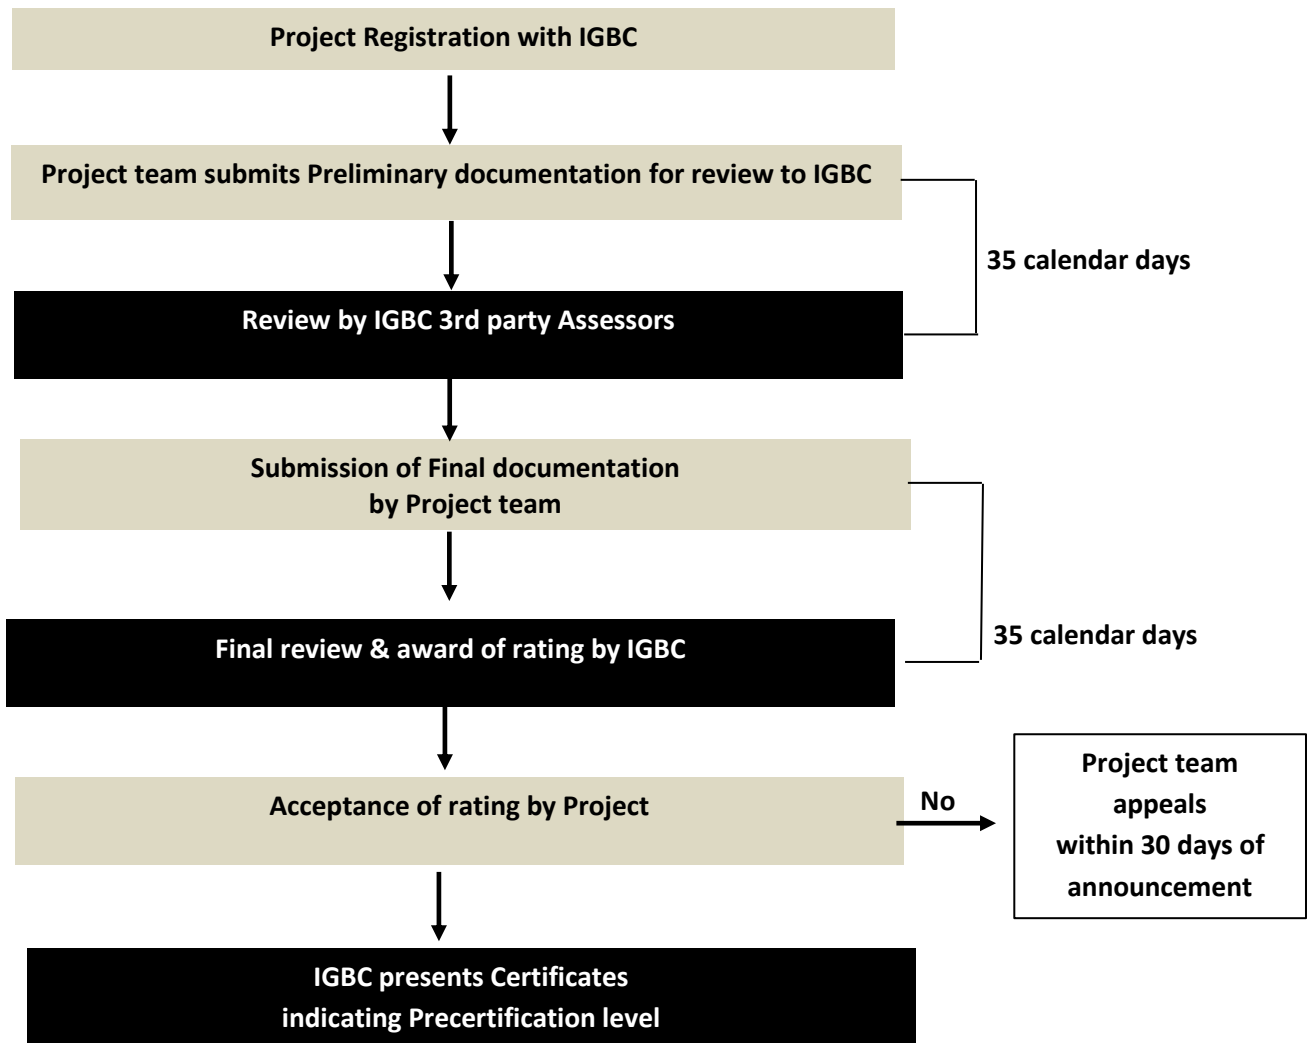 Project Registration with IGBC
Project team submits Preliminary documentation for review to IGBC
35 calendar days
Review by IGBC 3rd party Assessors
Submission of Final documentation
by Project team
35 calendar days
Final review & award of rating by IGBC
Acceptance of rating by Project
No
Project team
appeals
within 30 days of
announcement
IGBC presents Certificates
indicating Precertification level